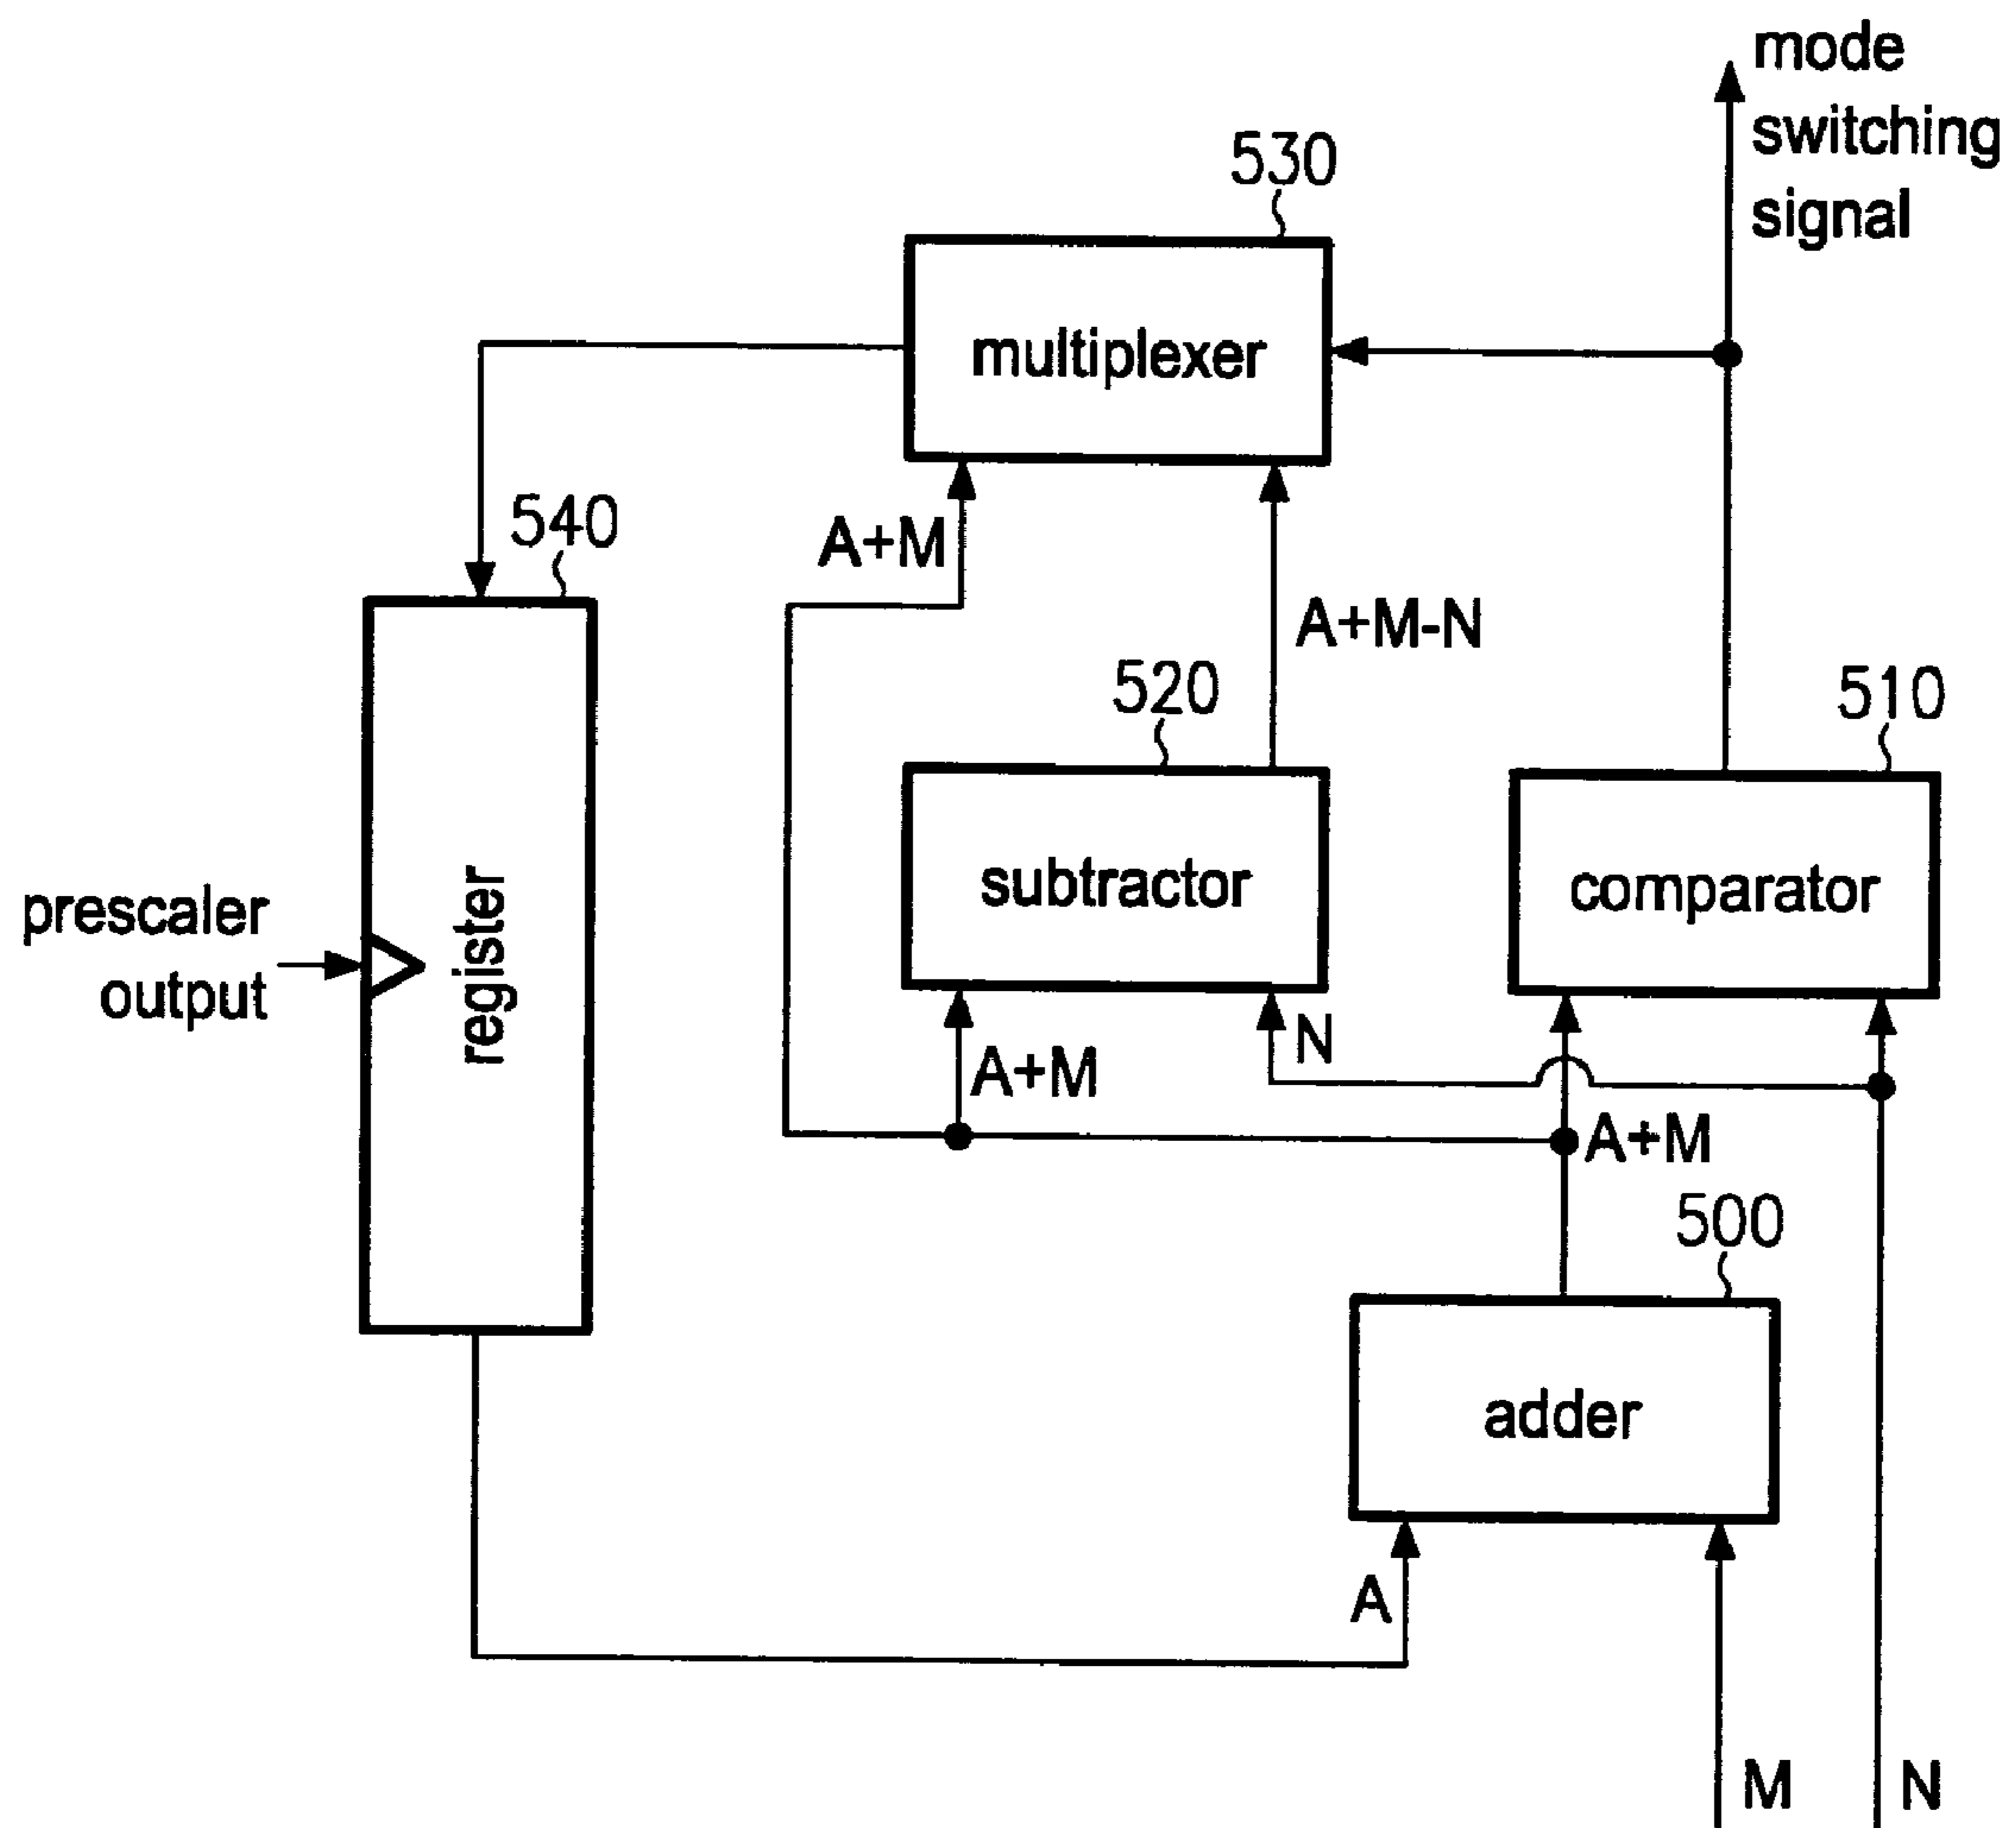 mode
switching
signal
530
multiplexer
540
A+M
A+M-N
520
510
subtractor
comparator
prescaler
output
register
N
A+M
A+M
500
adder
A
M
N